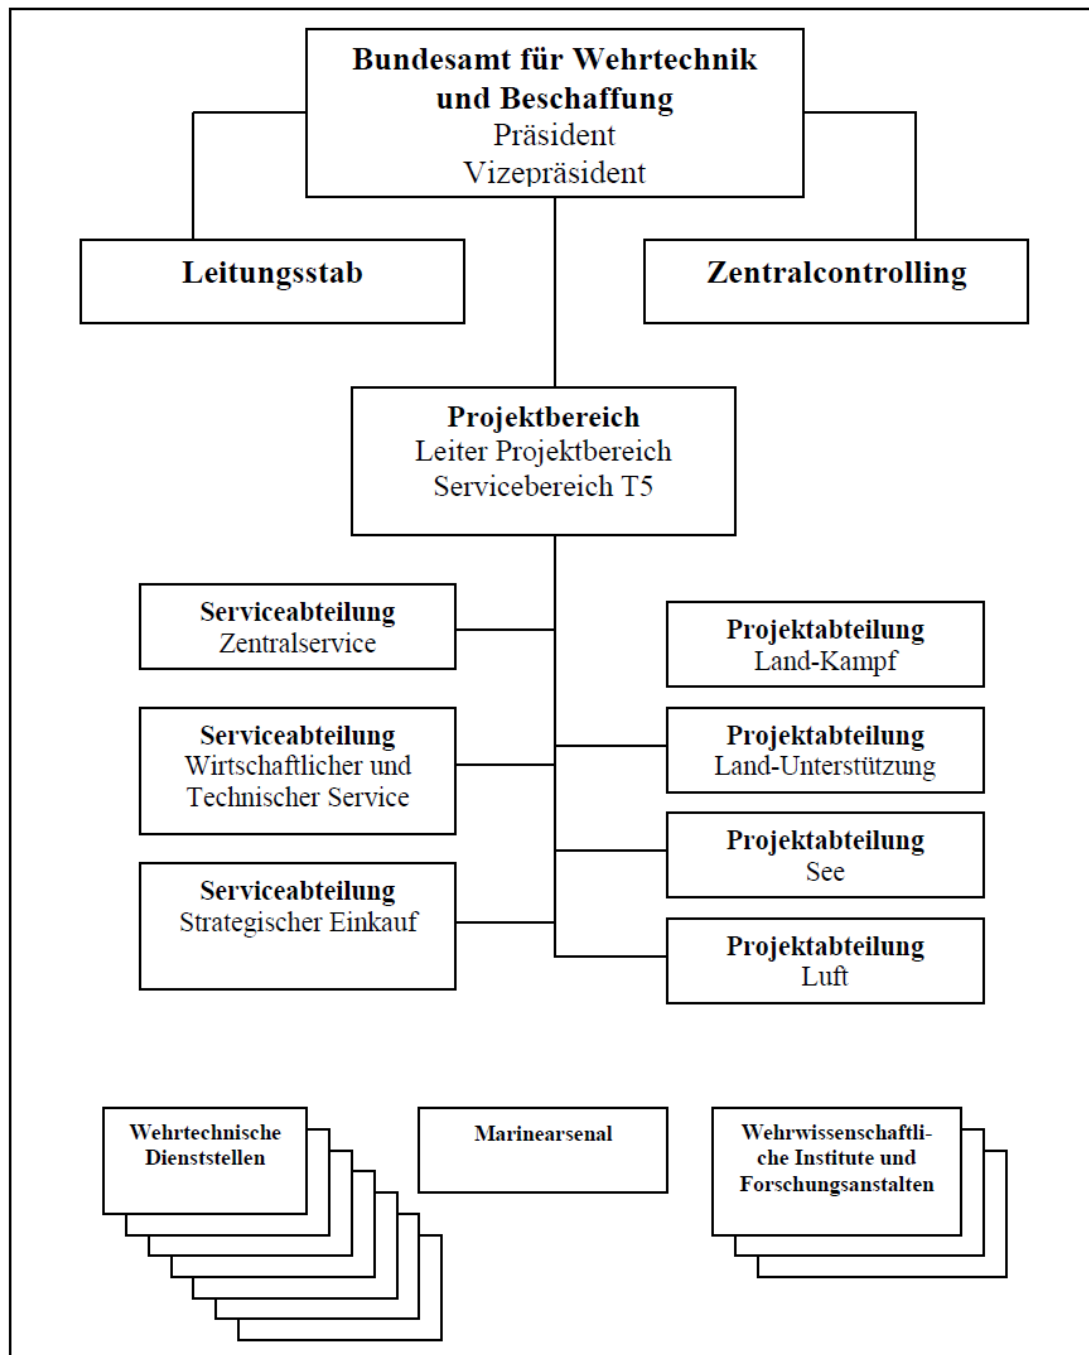 Bundesamt für Wehrtechnik
und Beschaffung
Präsident
Vizepräsident
Leitungsstab
Zentralcontrolling
Projektbereich
Leiter Projektbereich
Servicebereich T5
Serviceabteilung
Zentralservice
Projektabteilung
Land-Kampf
Serviceabteilung
Wirtschaftlicher und
Technischer Service
Projektabteilung
Land-Unterstützung
Projektabteilung
See
Serviceabteilung
Strategischer Einkauf
Projektabteilung
Luft
Wehrtechnische
Dienststellen
Marinearsenal
Wehrwissenschaftli-
che Institute und
Forschungsanstalten